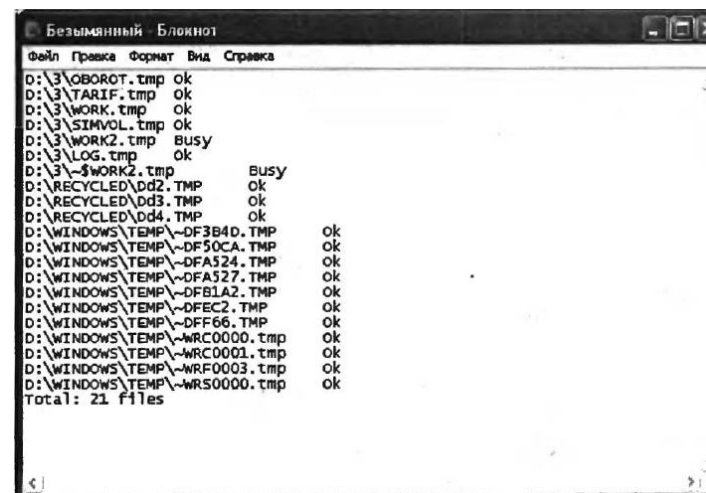 Безымянный - Блокнот
Файл Правка Формат Вид Справка
D:\3\OBOROT.tmp Ok
D:\3\TARIF.tmp Ok
D:\3\WORK.tmp Ok
D:\3\SIMVOL.tmp Ok
D:\3\WORK2.tmp Busy
D:\3\LOG.tmp Ok
D:\3\~$WORK2.tmp Busy
D:\RECYCLED\Dd2.TMP Ok
D:\RECYCLED\Dd3.TMP Ok
D:\RECYCLED\Dd4.TMP Ok
D:\WINDOWS\TEMP\~DF3B4D.TMP Ok
D:\WINDOWS\TEMP\~DF50CA.TMP Ok
D:\WINDOWS\TEMP\~DFA524.TMP Ok
D:\WINDOWS\TEMP\~DFA527.TMP Ok
D:\WINDOWS\TEMP\~DFB1A2.TMP Ok
D:\WINDOWS\TEMP\~DFEC2.TMP Ok
D:\WINDOWS\TEMP\~DFF66.TMP Ok
D:\WINDOWS\TEMP\~WRC0000.tmp Ok
D:\WINDOWS\TEMP\~WRC0001.tmp Ok
D:\WINDOWS\TEMP\~WRF0003.tmp Ok
D:\WINDOWS\TEMP\~WRS0000.tmp Ok
Total: 21 files